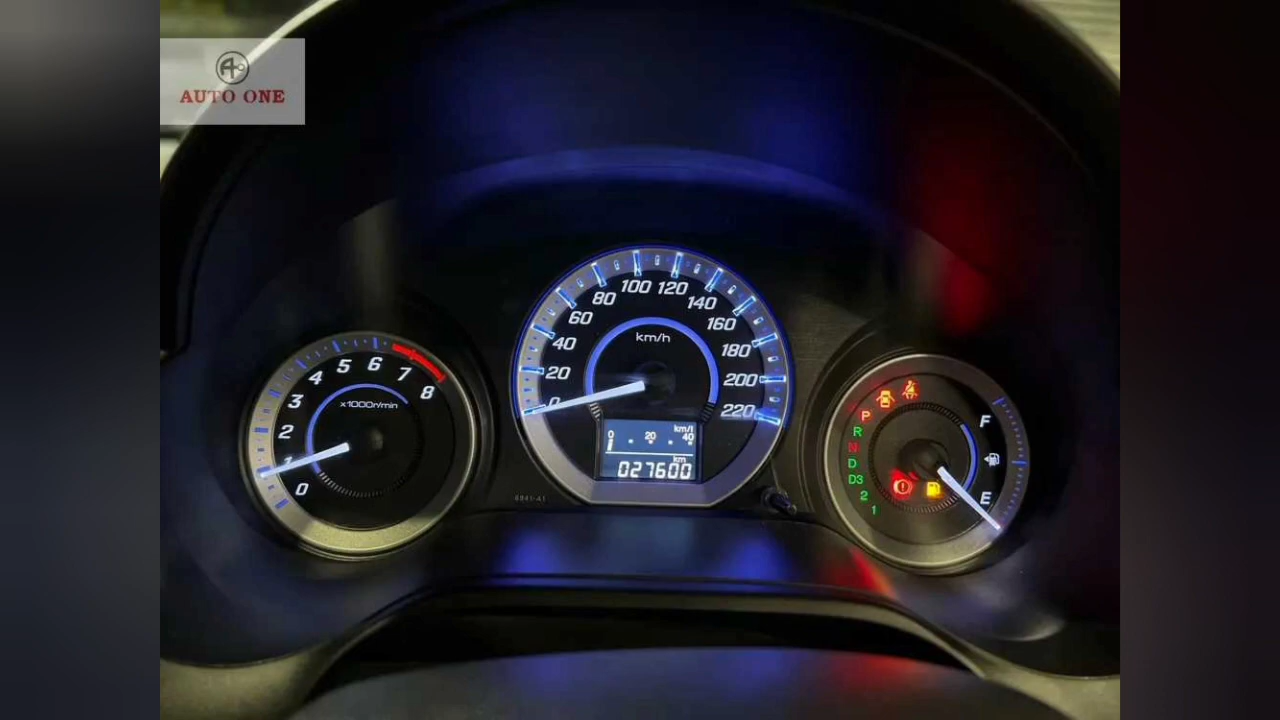 AUTO ONE
0 1 2 3 4 5 6 7 8
x1000r/min
0 20 40 60 80 100 120 140 160 180 200 220
km/h
km/l
0 20 40
km
027600
P
R
N
D
D3
2
1
F
E